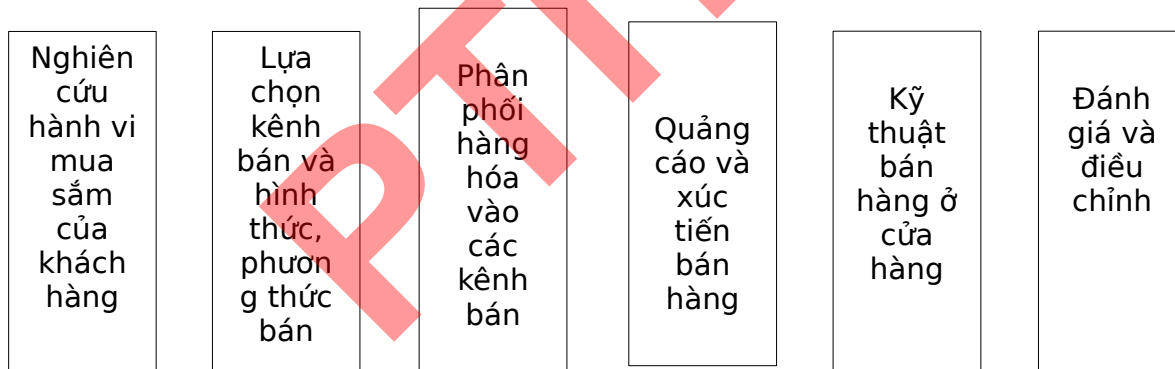 Nghiên
cứu
hành vi
mua
sắm
của
khách
hàng
Lựa
chọn
kênh
bán và
hình
thức,
phươn
g thức
bán
Phân
phối
hàng
hóa
vào
các
kênh
bán
Quảng
cáo và
xúc
tiến
bán
hàng
Kỹ
thuật
bán
hàng ở
cửa
hàng
Đánh
giá và
điều
chỉnh